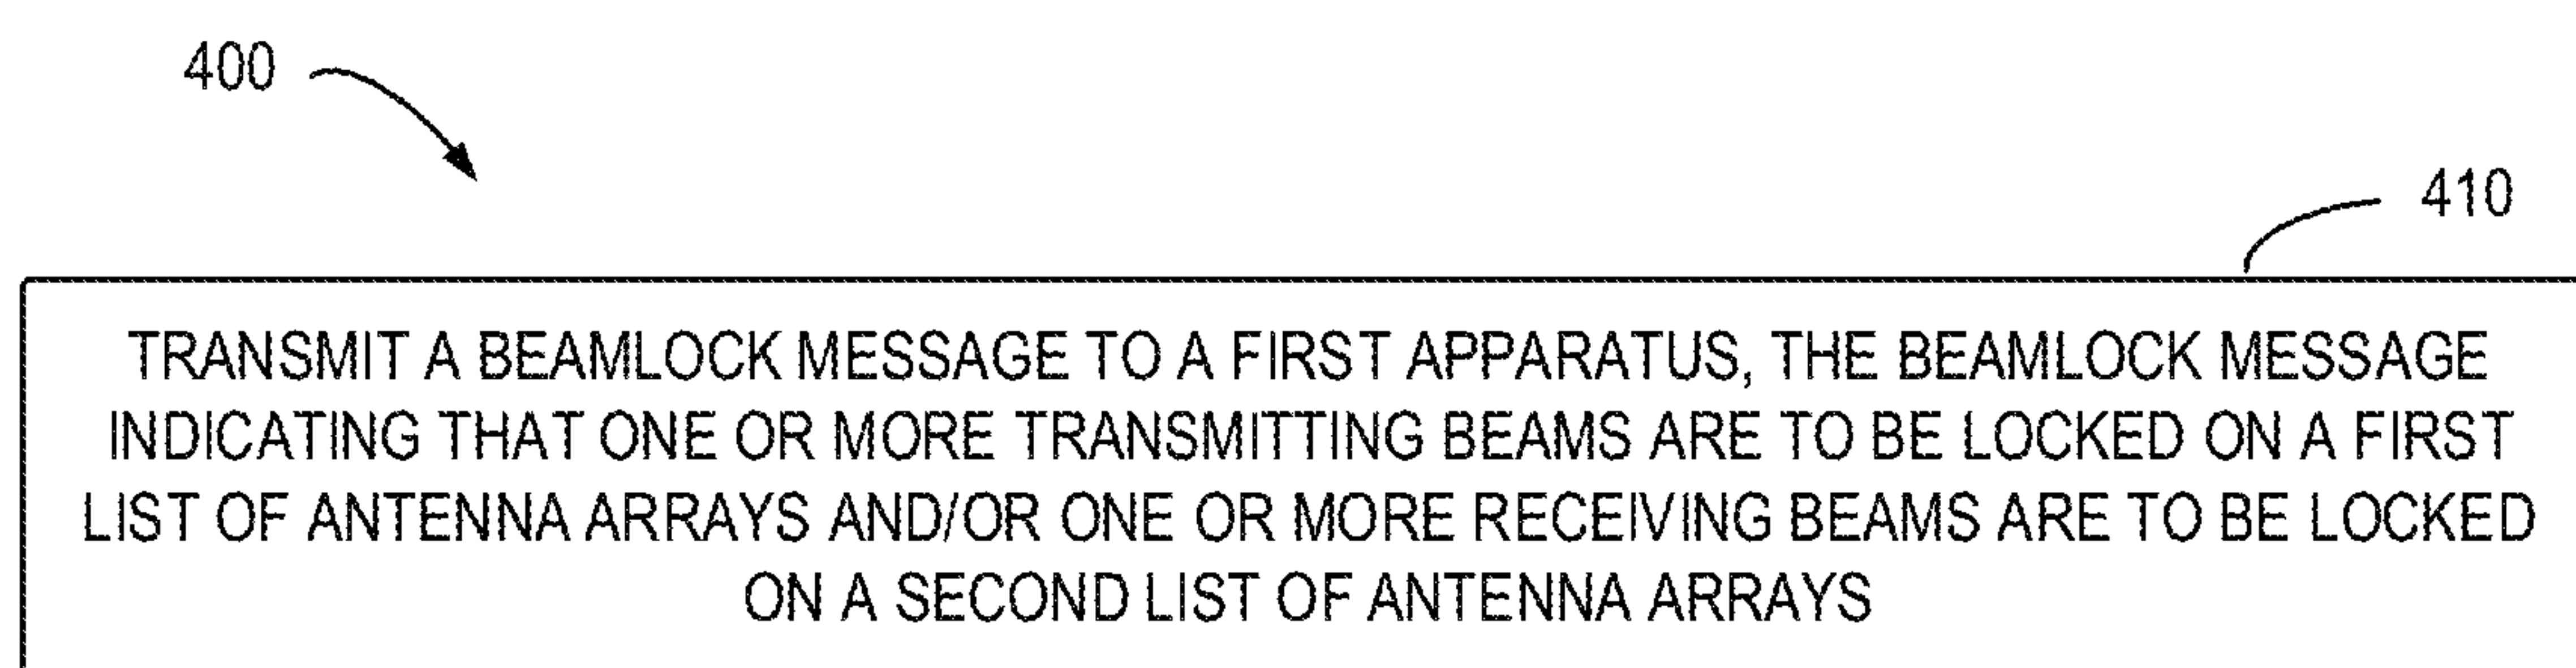 400
410
TRANSMIT A BEAMLOCK MESSAGE TO A FIRST APPARATUS, THE BEAMLOCK MESSAGE
INDICATING THAT ONE OR MORE TRANSMITTING BEAMS ARE TO BE LOCKED ON A FIRST
LIST OF ANTENNA ARRAYS AND/OR ONE OR MORE RECEIVING BEAMS ARE TO BE LOCKED
ON A SECOND LIST OF ANTENNA ARRAYS